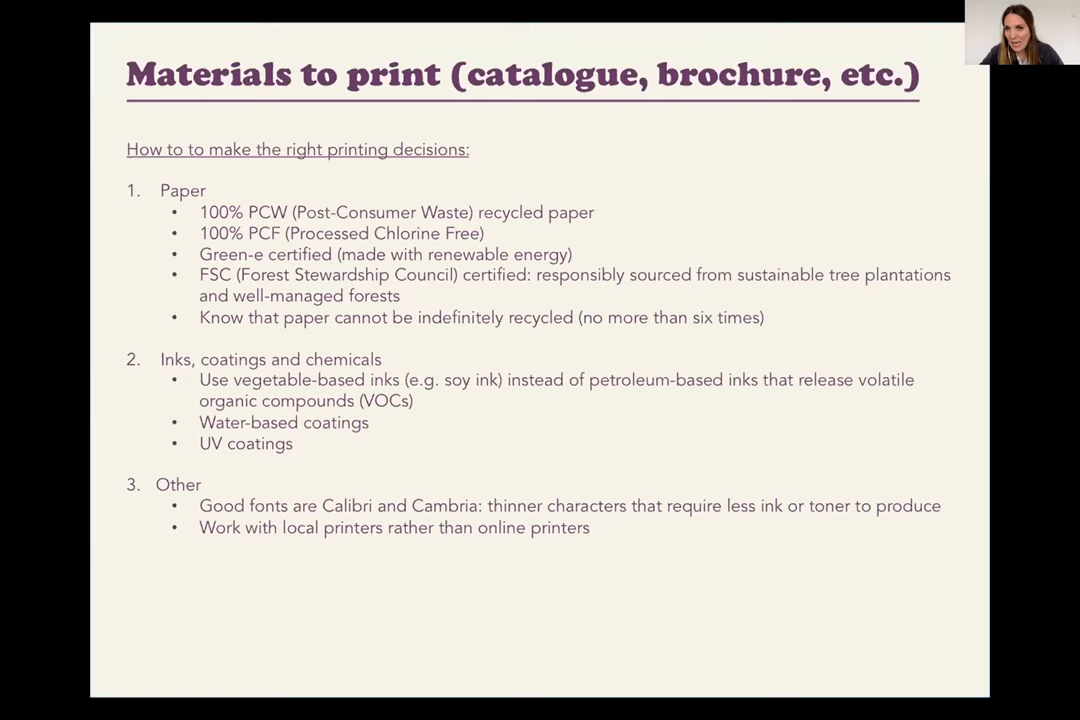 Materials to print (catalogue, brochure, etc.)
How to to make the right printing decisions:
1. Paper
• 100% PCW (Post-Consumer Waste) recycled paper
• 100% PCF (Processed Chlorine Free)
• Green-e certified (made with renewable energy)
• FSC (Forest Stewardship Council) certified: responsibly sourced from sustainable tree plantations
and well-managed forests
• Know that paper cannot be indefinitely recycled (no more than six times)
2. Inks, coatings and chemicals
• Use vegetable-based inks (e.g. soy ink) instead of petroleum-based inks that release volatile
organic compounds (VOCs)
• Water-based coatings
• UV coatings
3. Other
• Good fonts are Calibri and Cambria: thinner characters that require less ink or toner to produce
• Work with local printers rather than online printers